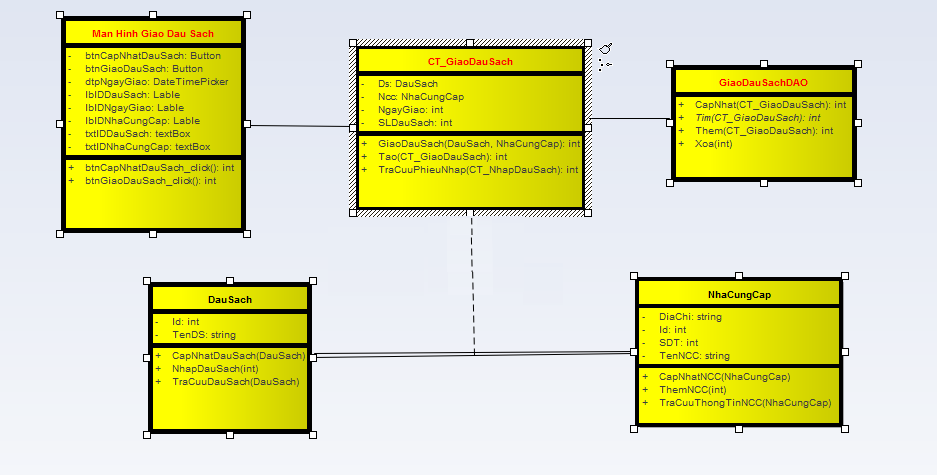 Man Hinh Giao Dau Sach
- btnCapNhatDauSach: Button
- btnGiaoDauSach: Button
- dtpNgayGiao: DateTimePicker
- lblDDauSach: Lable
- lblDNgayGiao: Lable
- lblDNhaCungCap: Lable
- txtIDDauSach: textBox
- txtIDNhaCungCap: textBox
+ btnCapNhatDauSach_click(): int
+ btnGiaoDauSach_click(): int
CT_GiaoDauSach
- Ds: DauSach
- Ncc: NhaCungCap
- NgayGiao: int
- SLDauSach: int
+ GiaoDauSach(DauSach, NhaCungCap): int
+ Tao(CT_GiaoDauSach): int
+ TraCuuPhieuNhap(CT_NhapDauSach): int
GiaoDauSachDAO
+ CapNhat(CT_GiaoDauSach): int
+ Tim(CT_GiaoDauSach): int
+ Them(CT_GiaoDauSach): int
+ Xoa(int)
DauSach
- Id: int
- TenDS: string
+ CapNhatDauSach(DauSach)
+ NhapDauSach(int)
+ TraCuuDauSach(DauSach)
NhaCungCap
- DiaChi: string
- Id: int
- SDT: int
- TenNCC: string
+ CapNhatNCC(NhaCungCap)
+ ThemNCC(int)
+ TraCuuThongTinNCC(NhaCungCap)